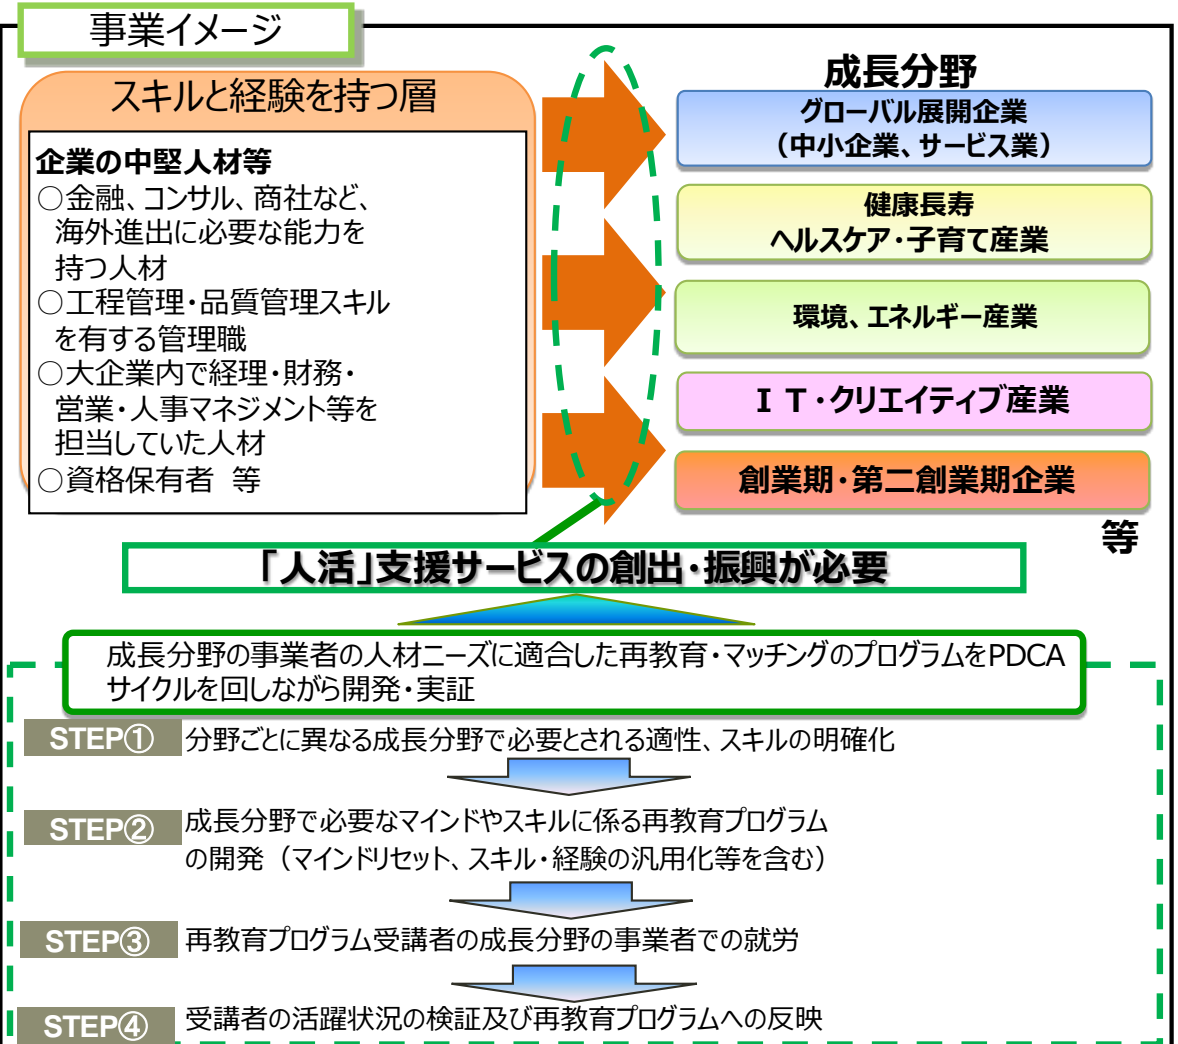 事業イメージ
スキルと経験を持つ層
企業の中堅人材等
○金融、コンサル、商社など、
海外進出に必要な能力を
持つ人材
○工程管理・品質管理スキル
を有する管理職
○大企業内で経理・財務・
営業・人事マネジメント等を
担当していた人材
○資格保有者 等
成長分野
グローバル展開企業
（中小企業、サービス業）
健康長寿
ヘルスケア・子育て産業
環境、エネルギー産業
ＩＴ・クリエイティブ産業
創業期・第二創業期企業
等
「人活」支援サービスの創出・振興が必要
成長分野の事業者の人材ニーズに適合した再教育・マッチングのプログラムをPDCA
サイクルを回しながら開発・実証
STEP① 分野ごとに異なる成長分野で必要とされる適性、スキルの明確化
STEP② 成長分野で必要なマインドやスキルに係る再教育プログラム
の開発（マインドリセット、スキル・経験の汎用化等を含む）
STEP③ 再教育プログラム受講者の成長分野の事業者での就労
STEP④ 受講者の活躍状況の検証及び再教育プログラムへの反映